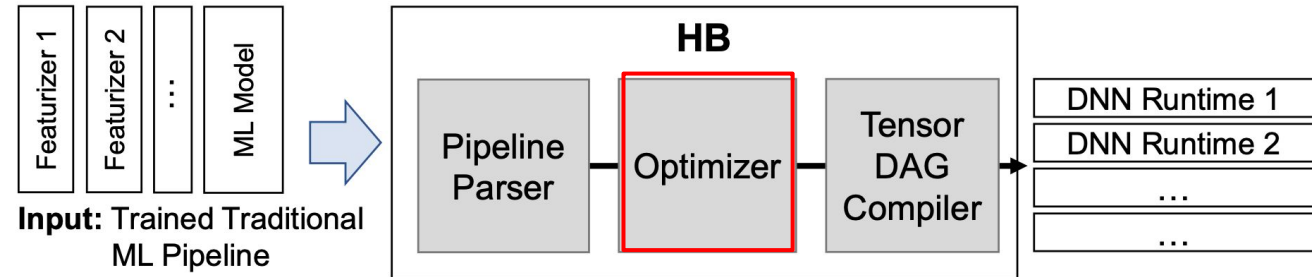 Featurizer 1
Featurizer 2
...
ML Model
Input: Trained Traditional
ML Pipeline
HB
Pipeline
Parser
Optimizer
Tensor
DAG
Compiler
DNN Runtime 1
DNN Runtime 2
...
...